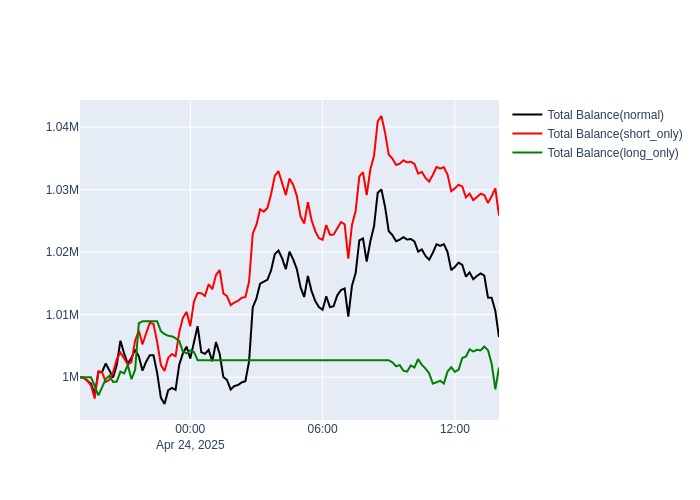 Total Balance(normal)
Total Balance(short_only)
Total Balance(long_only)
1.04M
1.03M
1.02M
1.01M
1M
00:00
06:00
12:00
Apr 24, 2025